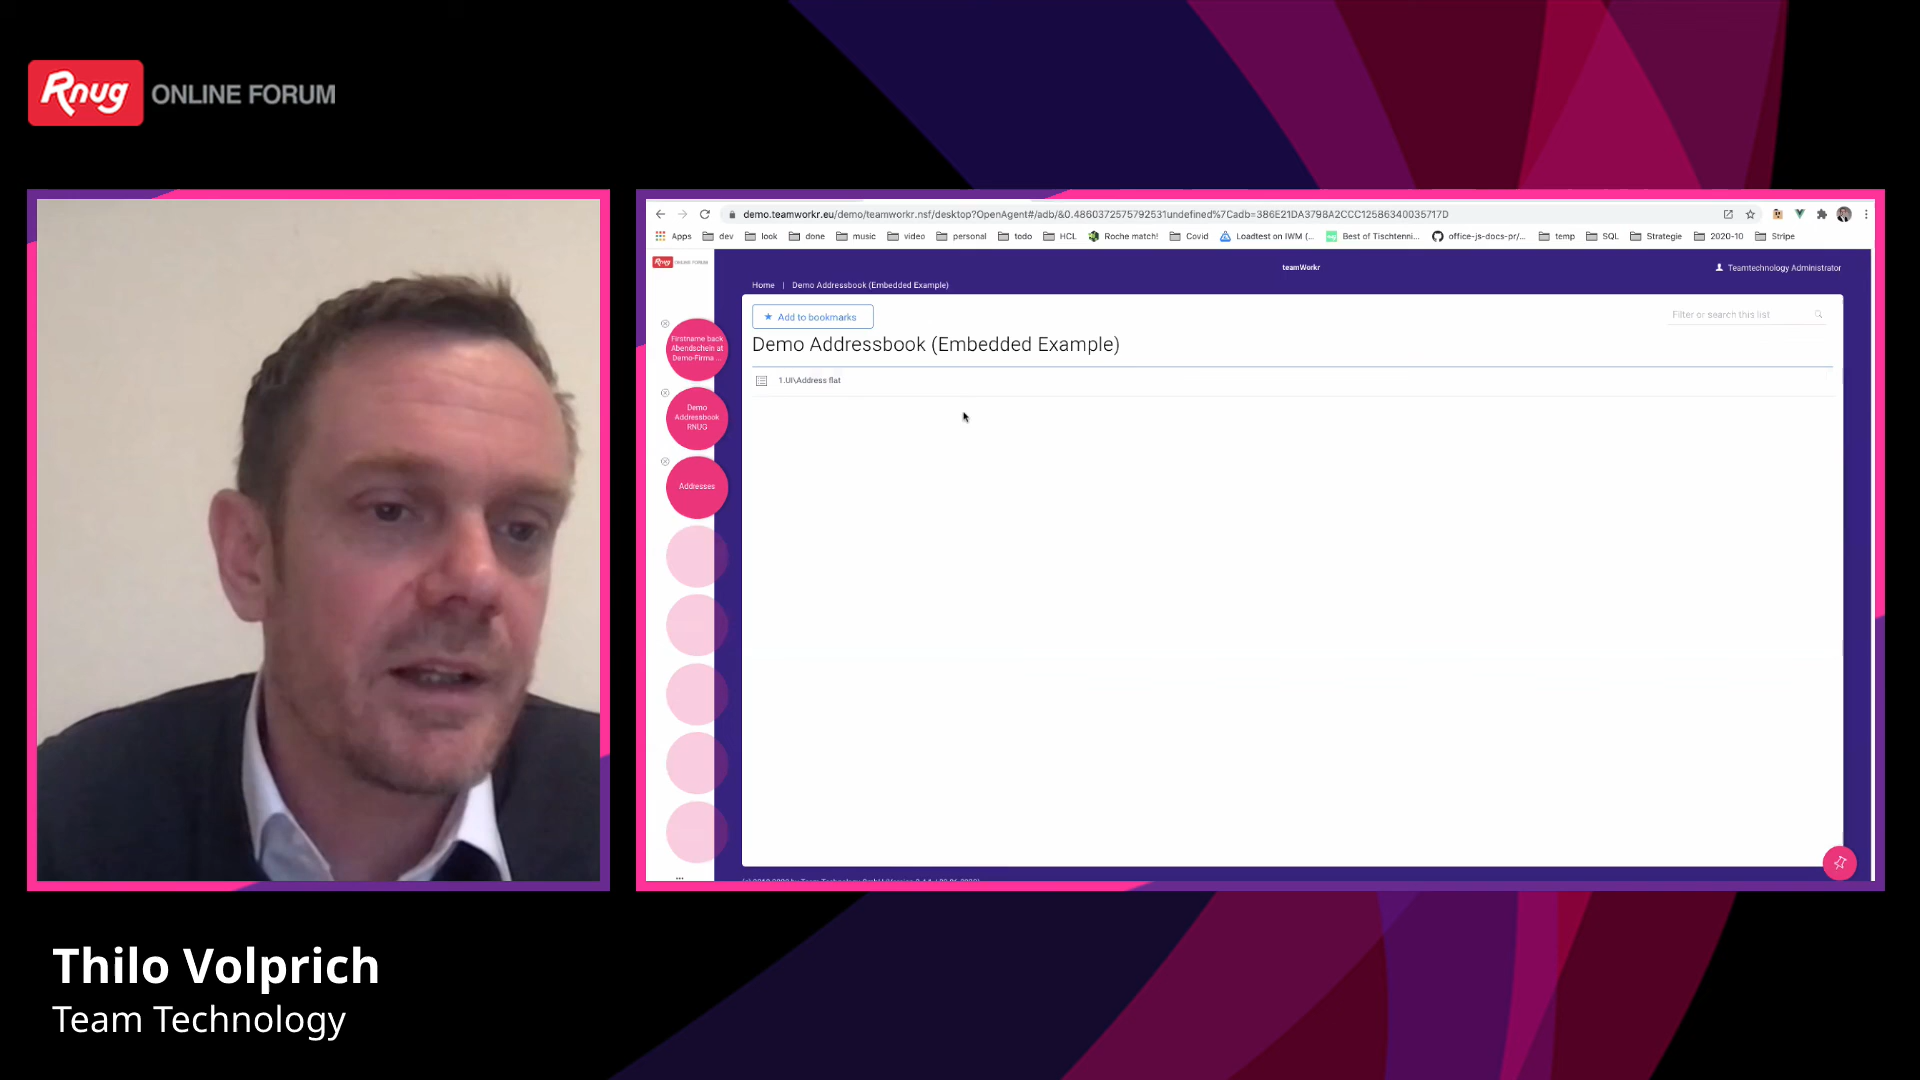 Rnug ONLINE FORUM
demo.teamworkr.eu/demo/teamworkr.nsf/desktop?OpenAgent#/adb/&0.4860372575792531undefined%7Cadb=386E21DA3798A2CCC12586340035717D
Apps dev look done music video personal todo HCL Roche match! Covid Loadtest on IWM (... Best of Tischtenni... office-js-docs-pr/... temp SQL Strategie 2020-10 Stripe
Rnug ONLINE FORUM
teamWorkr
Teamtechnology Administrator
Home | Demo Addressbook (Embedded Example)
Add to bookmarks
Filter or search this list
Demo Addressbook (Embedded Example)
1.UI\Address flat
Firstname back
Abendschein at
Demo-Firma ...
Demo
Addressbook
RNUG
Addresses
...
Thilo Volprich
Team Technology